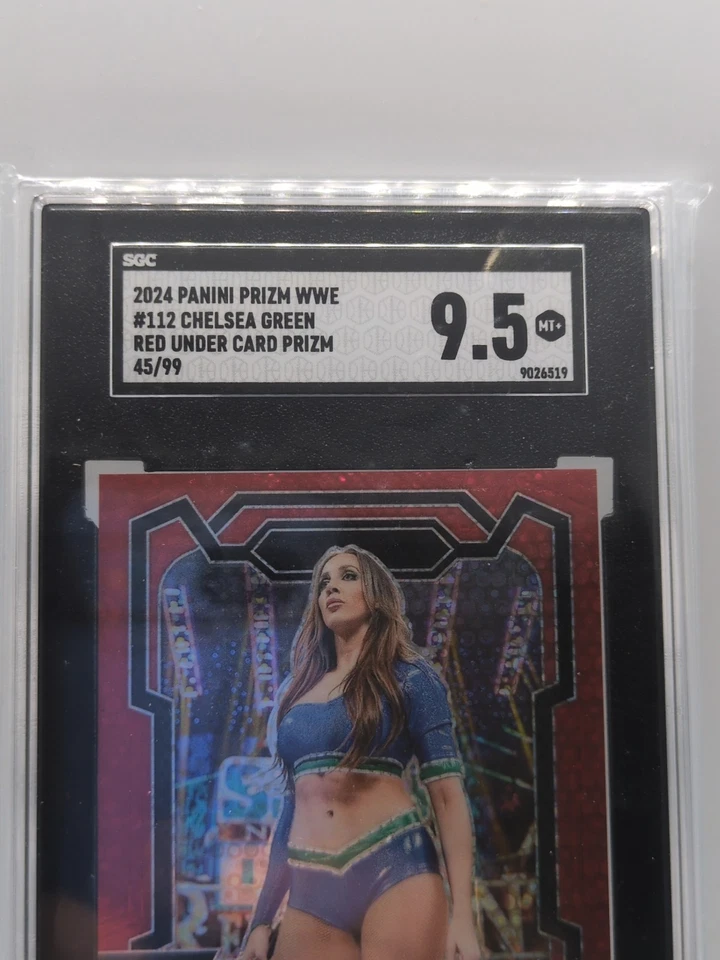 SGC
2024 PANINI PRIZM WWE
#112 CHELSEA GREEN
RED UNDER CARD PRIZM
45/99
9.5
MT+
9026519